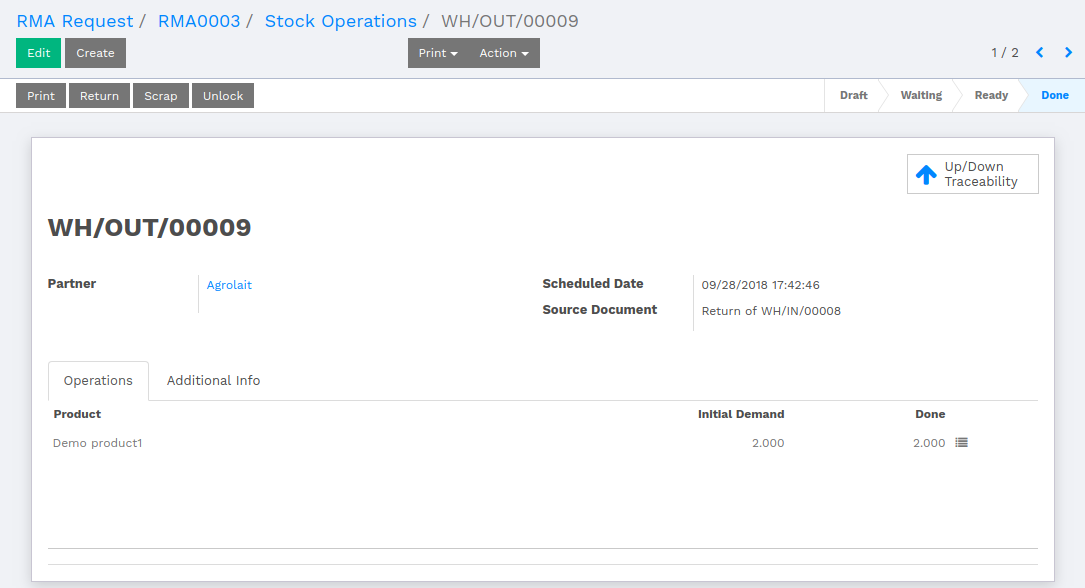 RMA Request / RMA0003 / Stock Operations / WH/OUT/00009
Edit Create Print Action 1 / 2
Print Return Scrap Unlock Draft Waiting Ready Done
Up/Down
Traceability
WH/OUT/00009
Partner Agrolait Scheduled Date 09/28/2018 17:42:46
Source Document Return of WH/IN/00008
Operations Additional Info
Product Initial Demand Done
Demo product1 2.000 2.000